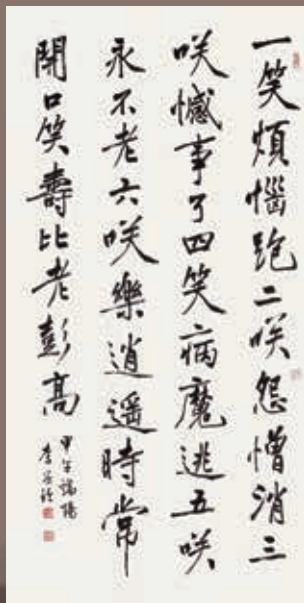 一笑煩惱跑二咲怨憎消三
咲憾事了四笑病魔逃五咲
永不老六咲樂逍遥時常
開口笑壽比老彭高
甲午端陽
李